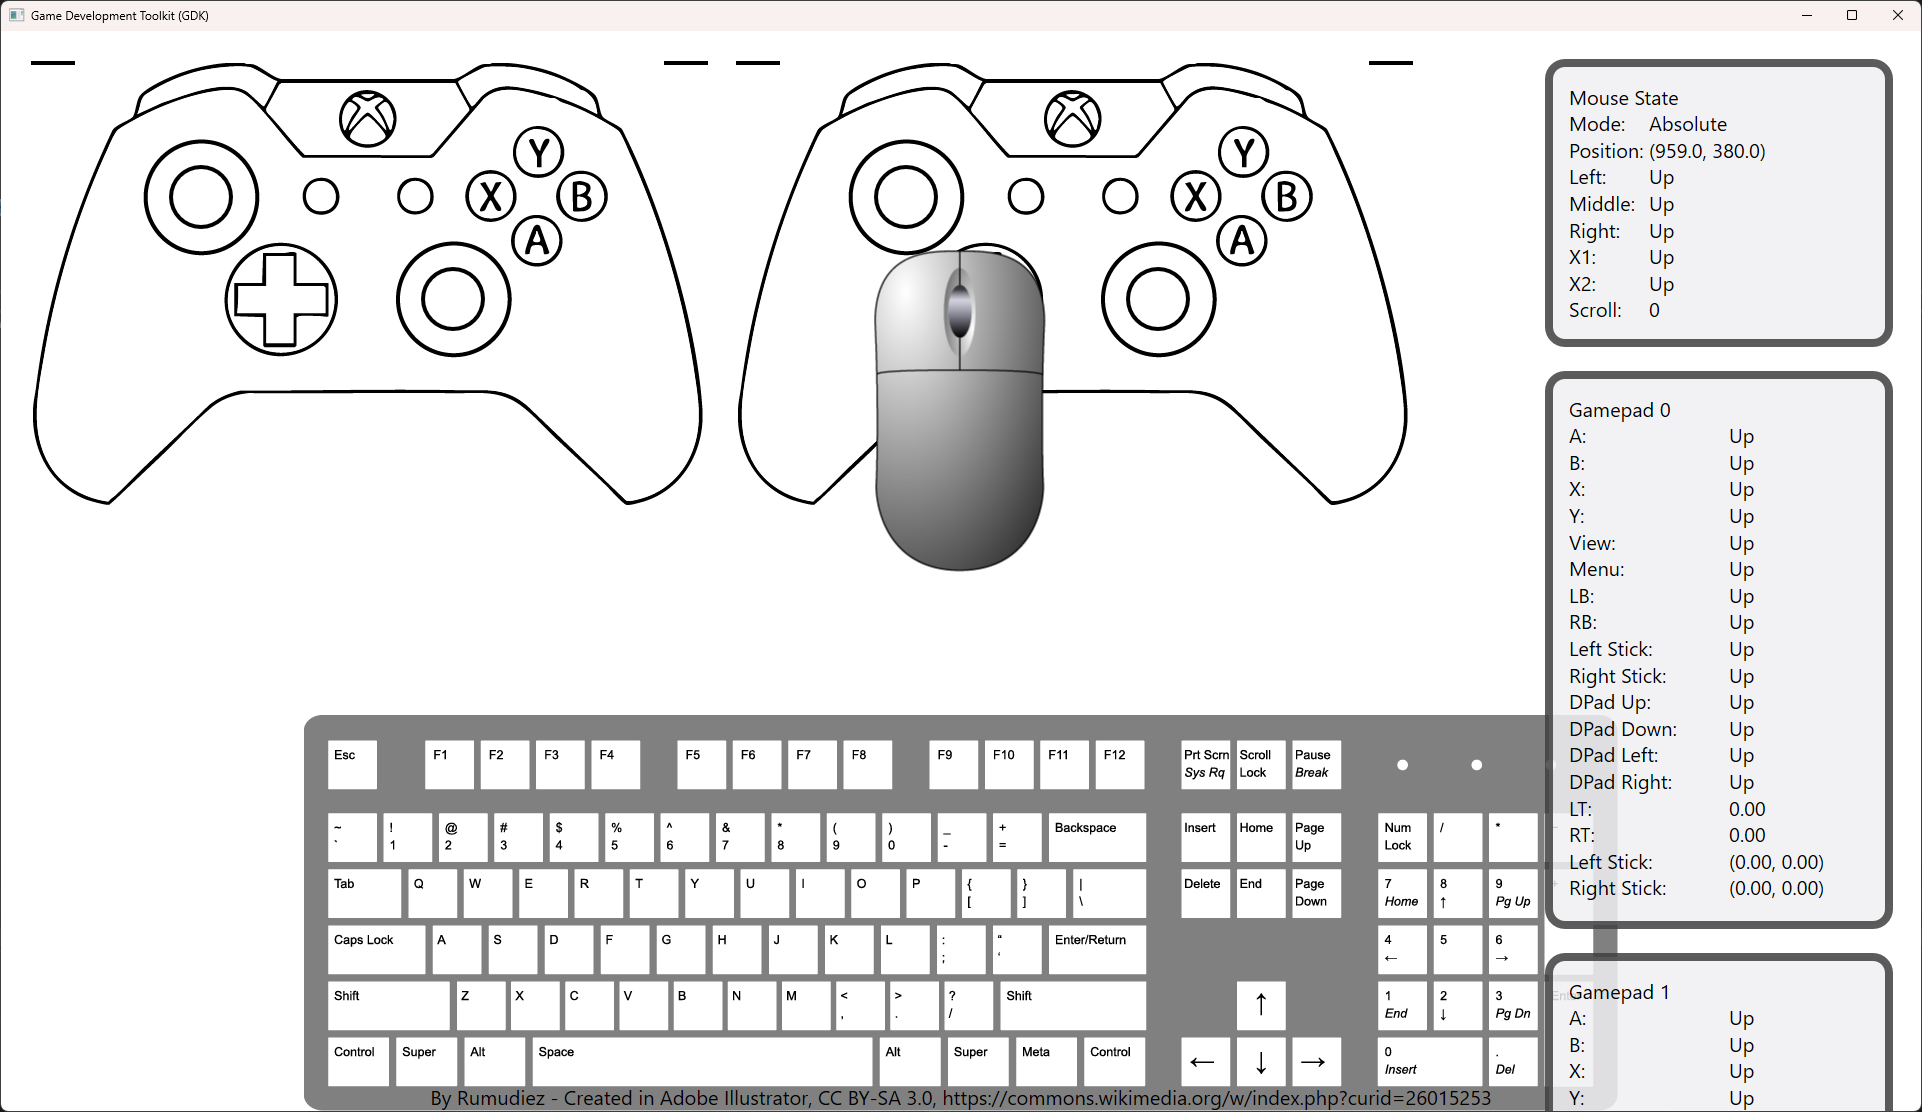 Game Development Toolkit (GDK)
Y
X B
A
Y
X B
A
Mouse State
Mode: Absolute
Position: (959.0, 380.0)
Left: Up
Middle: Up
Right: Up
X1: Up
X2: Up
Scroll: 0
Gamepad 0
A: Up
B: Up
X: Up
Y: Up
View: Up
Menu: Up
LB: Up
RB: Up
Left Stick: Up
Right Stick: Up
DPad Up: Up
DPad Down: Up
DPad Left: Up
DPad Right: Up
LT: 0.00
RT: 0.00
Left Stick: (0.00, 0.00)
Right Stick: (0.00, 0.00)
Gamepad 1
A: Up
B: Up
X: Up
Y: Up
Esc F1 F2 F3 F4 F5 F6 F7 F8 F9 F10 F11 F12 Prt Scrn Scroll Pause
Sys Rq Lock Break
~ ! @ # $ % ^ & * ( ) _ + Backspace Insert Home Page Num / * -
` 1 2 3 4 5 6 7 8 9 0 - = Up Lock
Tab Q W E R T Y U I O P { } | Delete End Page 7 8 9 +
[ ] \ Down Home ↑ Pg Up
Caps Lock A S D F G H J K L : “ Enter/Return 4 5 6
; ‘ ← →
Shift Z X C V B N M < > ? Shift ↑ 1 2 3
, . / End ↓ Pg Dn
Control Super Alt Space Alt Super Meta Control ← ↓ → 0 .
Insert Del
By Rumudiez - Created in Adobe Illustrator, CC BY-SA 3.0, https://commons.wikimedia.org/w/index.php?curid=26015253